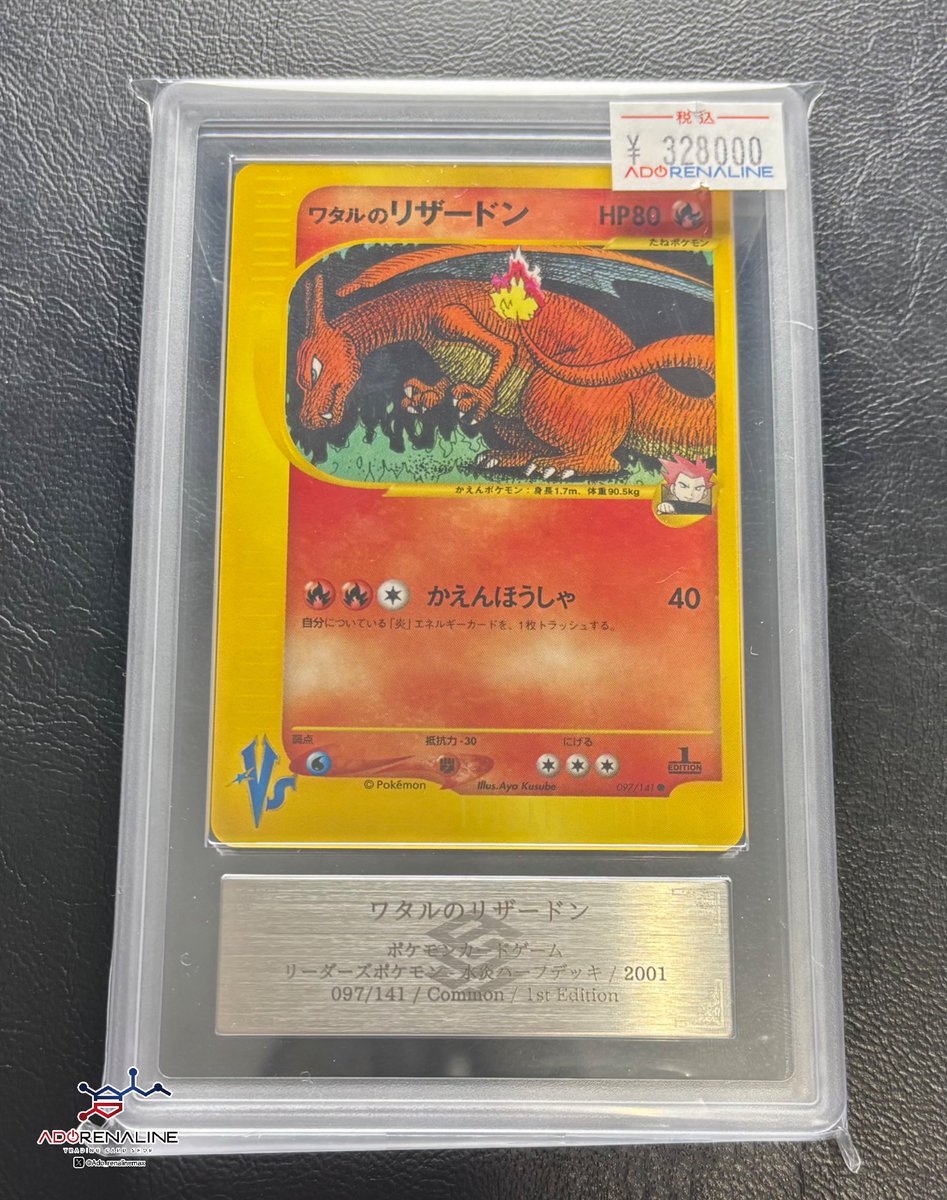 税込
¥ 328000
ADORENALINE
ワタルのリザードン HP80
たねポケモン
かえんポケモン：身長1.7m、体重90.5kg
かえんほうしゃ 40
自分についている「炎」エネルギーカードを、1枚トラッシュする。
弱点 抵抗力-30 にげる
1
EDITION
VS
© Pokémon Illus.Aya Kusube 097/141 ●
ワタルのリザードン
ポケモンカードゲーム
リーダーズポケモン 水炎ハーフデッキ / 2001
097/141 / Common / 1st Edition
ADORENALINE
TRADING CARD SHOP
X @Ado_renalinemax